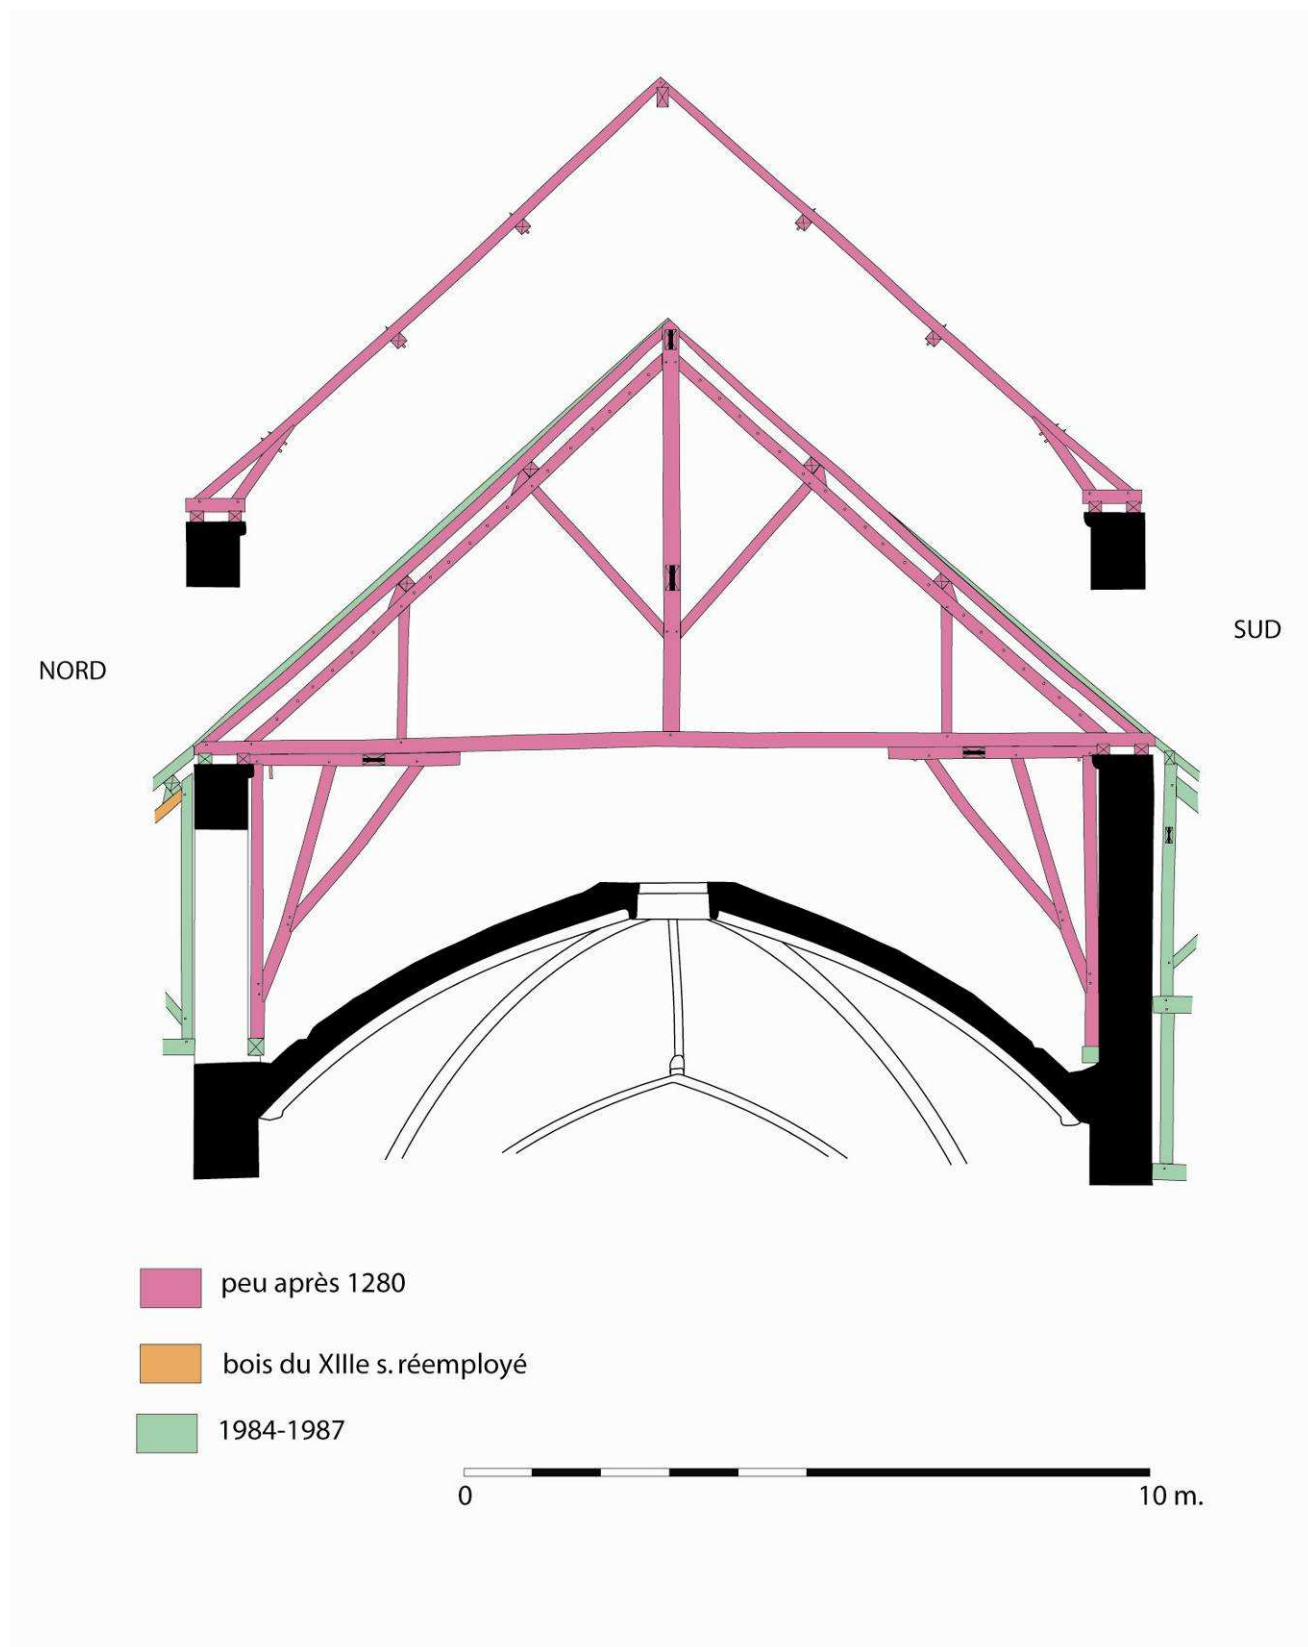 SUD
NORD
peu après 1280
bois du XIIIe s. réemployé
1984-1987
0
10 m.